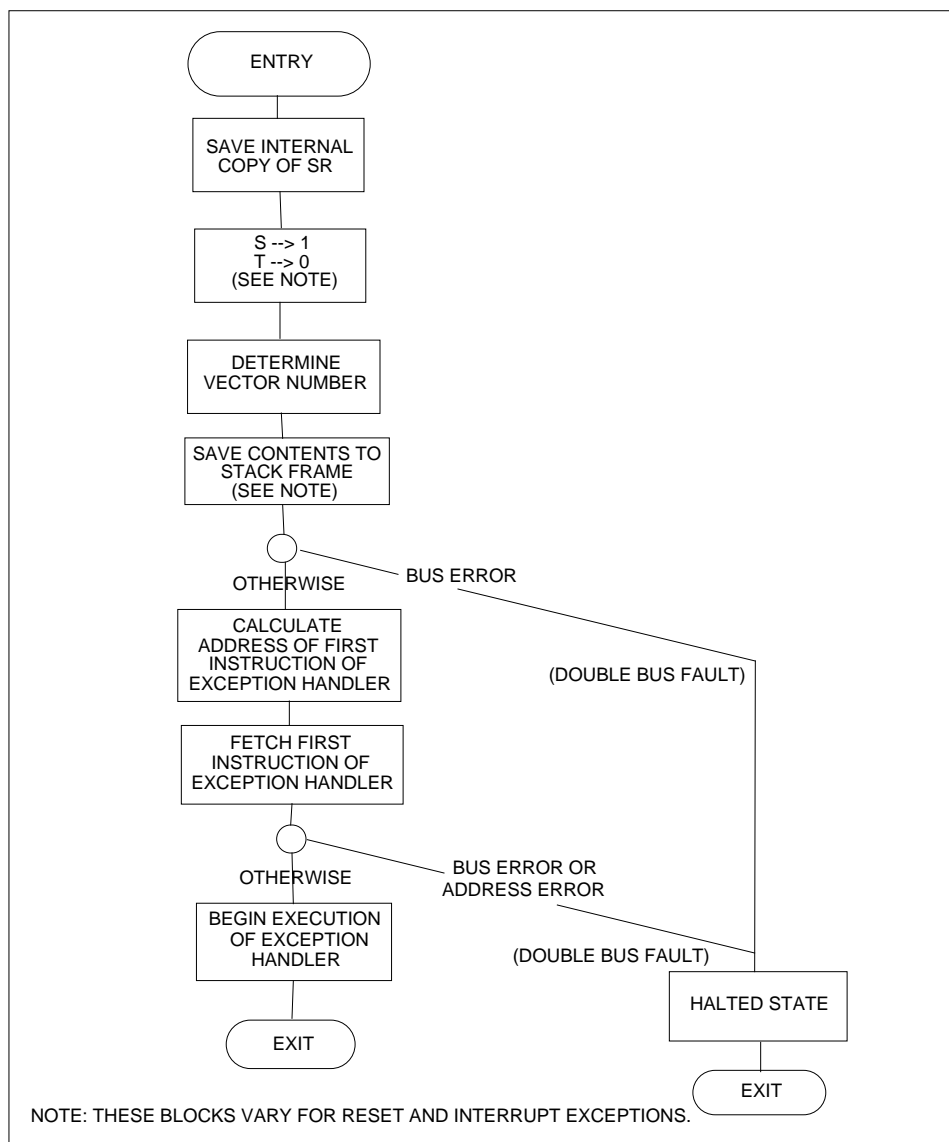 ENTRY
SAVE INTERNAL
COPY OF SR
S --> 1
T --> 0
(SEE NOTE)
DETERMINE
VECTOR NUMBER
SAVE CONTENTS TO
STACK FRAME
(SEE NOTE)
BUS ERROR
OTHERWISE
CALCULATE
ADDRESS OF FIRST
INSTRUCTION OF
EXCEPTION HANDLER
(DOUBLE BUS FAULT)
FETCH FIRST
INSTRUCTION OF
EXCEPTION HANDLER
BUS ERROR OR
ADDRESS ERROR
OTHERWISE
BEGIN EXECUTION
OF EXCEPTION
HANDLER
(DOUBLE BUS FAULT)
HALTED STATE
EXIT
EXIT
NOTE: THESE BLOCKS VARY FOR RESET AND INTERRUPT EXCEPTIONS.